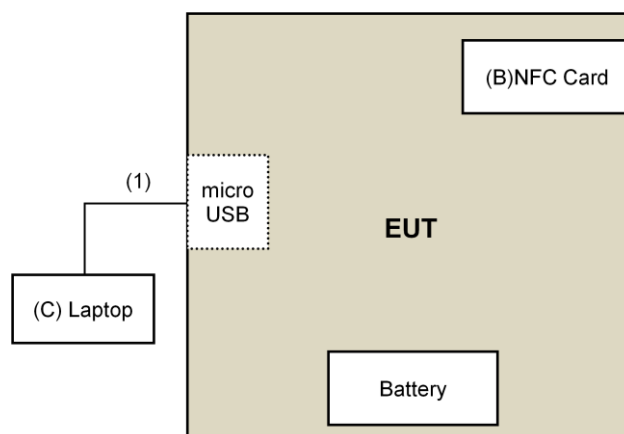 (B)NFC Card
(1)
micro
USB
EUT
(C) Laptop
Battery